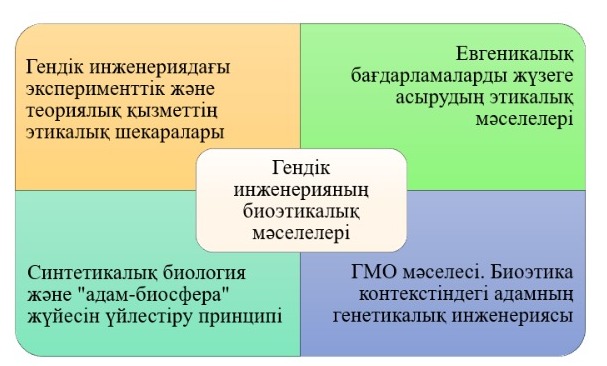 Гендік инженериядағы
эксперименттік және
теориялық қызметтің
этикалық шекаралары
Евгеникалық
бағдарламаларды жүзеге
асырудың этикалық
мәселелері
Гендік
инженерияның
биоэтикалық
мәселелері
Синтетикалық биология
және "адам-биосфера"
жүйесін үйлестіру принципі
ГМО мәселесі. Биоэтика
контекстіндегі адамның
генетикалық инженериясы